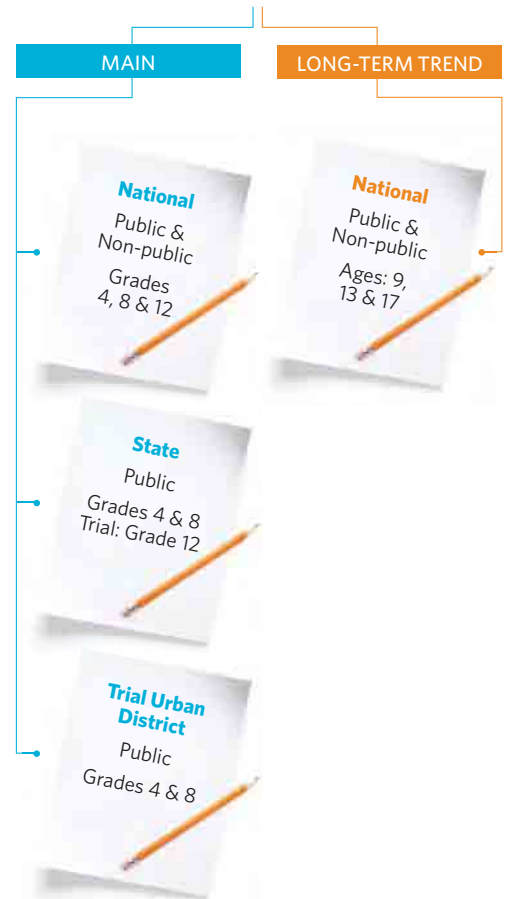 MAIN
LONG-TERM TREND
National
Public &
Non-public
Grades
4, 8 & 12
National
Public &
Non-public
Ages: 9,
13 & 17
State
Public
Grades 4 & 8
Trial: Grade 12
Trial Urban
District
Public
Grades 4 & 8